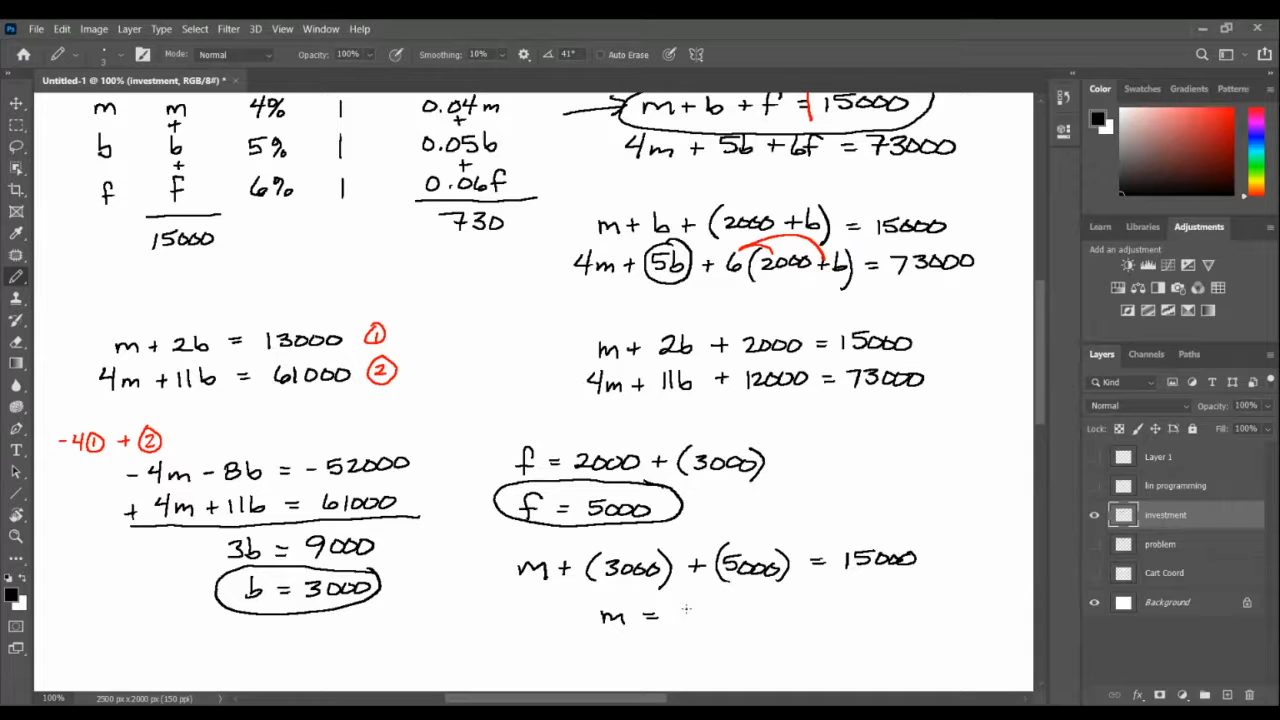 Ps File Edit Image Layer Type Select Filter 3D View Window Help
3 Mode: Normal Opacity: 100% Smoothing: 10% 41° Auto Erase
Untitled-1 @ 100% (investment, RGB/8#) *
m m 4% 1 0.04m
+ +
b b 5% 1 0.05b
+ +
f f 6% 1 0.06f
15000 730
m + b + f = 15000
4m + 5b + 6f = 73000
m + b + (2000 + b) = 15000
4m + 5b + 6(2000 + b) = 73000
m + 2b = 13000 ①
4m + 11b = 61000 ②
m + 2b + 2000 = 15000
4m + 11b + 12000 = 73000
-4① + ②
-4m - 8b = -52000
+ 4m + 11b = 61000
3b = 9000
b = 3000
f = 2000 + (3000)
f = 5000
m + (3000) + (5000) = 15000
m =
Color Swatches Gradients Patterns
Learn Libraries Adjustments
Add an adjustment
Layers Channels Paths
Kind
Normal Opacity: 100%
Lock: Fill: 100%
Layer 1
lin programming
investment
problem
Cart Coord
Background
100% 2500 px x 2000 px (150 ppi)